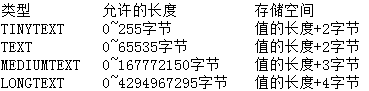 类型 允许的长度 存储空间
TINYTEXT 0~255字节 值的长度+2字节
TEXT 0~65535字节 值的长度+2字节
MEDIUMTEXT 0~167772150字节 值的长度+3字节
LONGTEXT 0~4294967295字节 值的长度+4字节